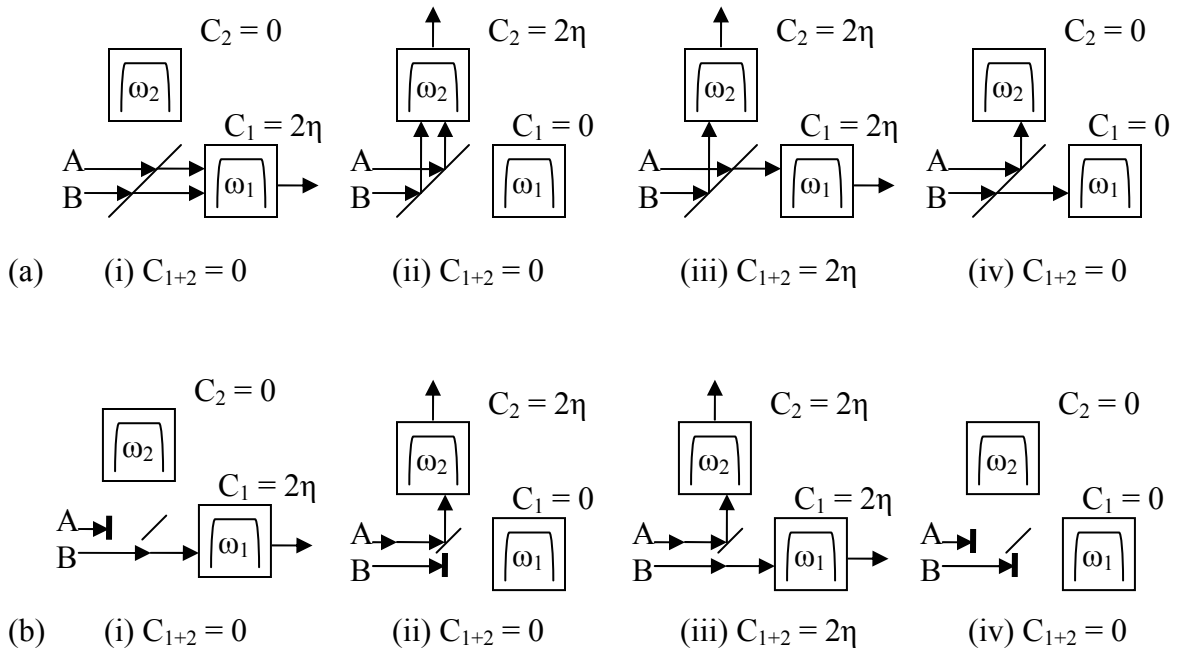 C₂ = 0
C₂ = 2η
C₂ = 2η
C₂ = 0
ω₂
ω₂
ω₂
ω₂
C₁ = 2η
C₁ = 0
C₁ = 2η
C₁ = 0
A
A
A
A
B
B
B
B
ω₁
ω₁
ω₁
ω₁
(a) (i) C₁₊₂ = 0 (ii) C₁₊₂ = 0 (iii) C₁₊₂ = 2η (iv) C₁₊₂ = 0
C₂ = 0
C₂ = 2η
C₂ = 2η
C₂ = 0
ω₂
ω₂
ω₂
ω₂
C₁ = 2η
C₁ = 0
C₁ = 2η
C₁ = 0
A
A
A
A
B
B
B
B
ω₁
ω₁
ω₁
ω₁
(b) (i) C₁₊₂ = 0 (ii) C₁₊₂ = 0 (iii) C₁₊₂ = 2η (iv) C₁₊₂ = 0